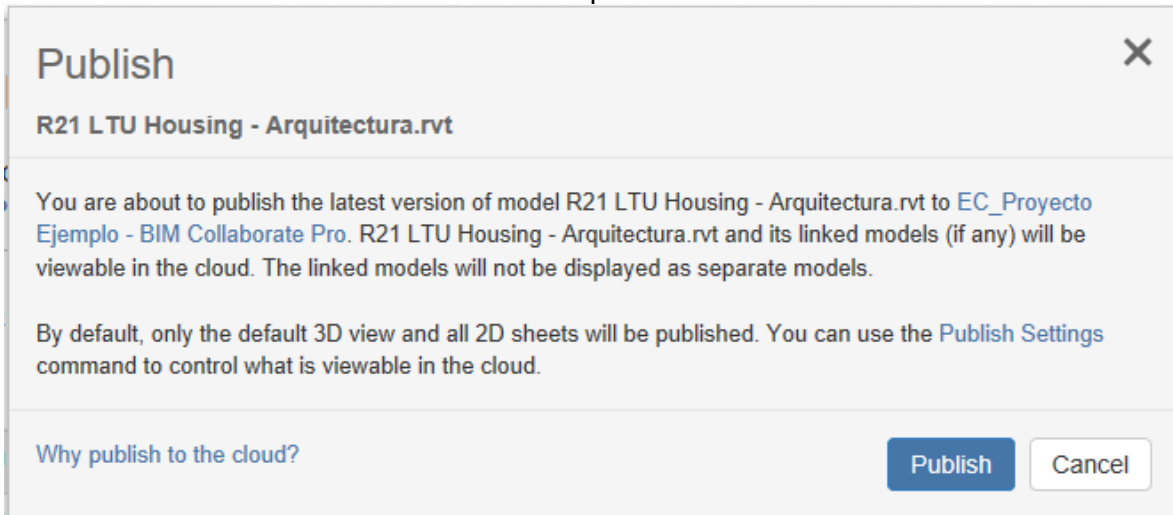 Publish
R21 LTU Housing - Arquitectura.rvt
You are about to publish the latest version of model R21 LTU Housing - Arquitectura.rvt to EC_Proyecto
Ejemplo - BIM Collaborate Pro. R21 LTU Housing - Arquitectura.rvt and its linked models (if any) will be
viewable in the cloud. The linked models will not be displayed as separate models.
By default, only the default 3D view and all 2D sheets will be published. You can use the Publish Settings
command to control what is viewable in the cloud.
Why publish to the cloud?
Publish
Cancel